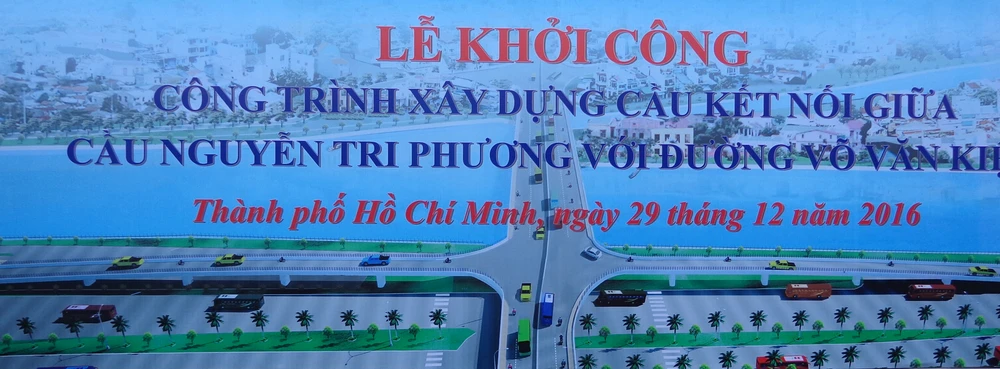 LỄ KHỞI CÔNG
CÔNG TRÌNH XÂY DỰNG CẦU KẾT NỐI GIỮA
CẦU NGUYỄN TRI PHƯƠNG VỚI ĐƯỜNG VÕ VĂN KIỆ
Thành phố Hồ Chí Minh, ngày 29 tháng 12 năm 2016